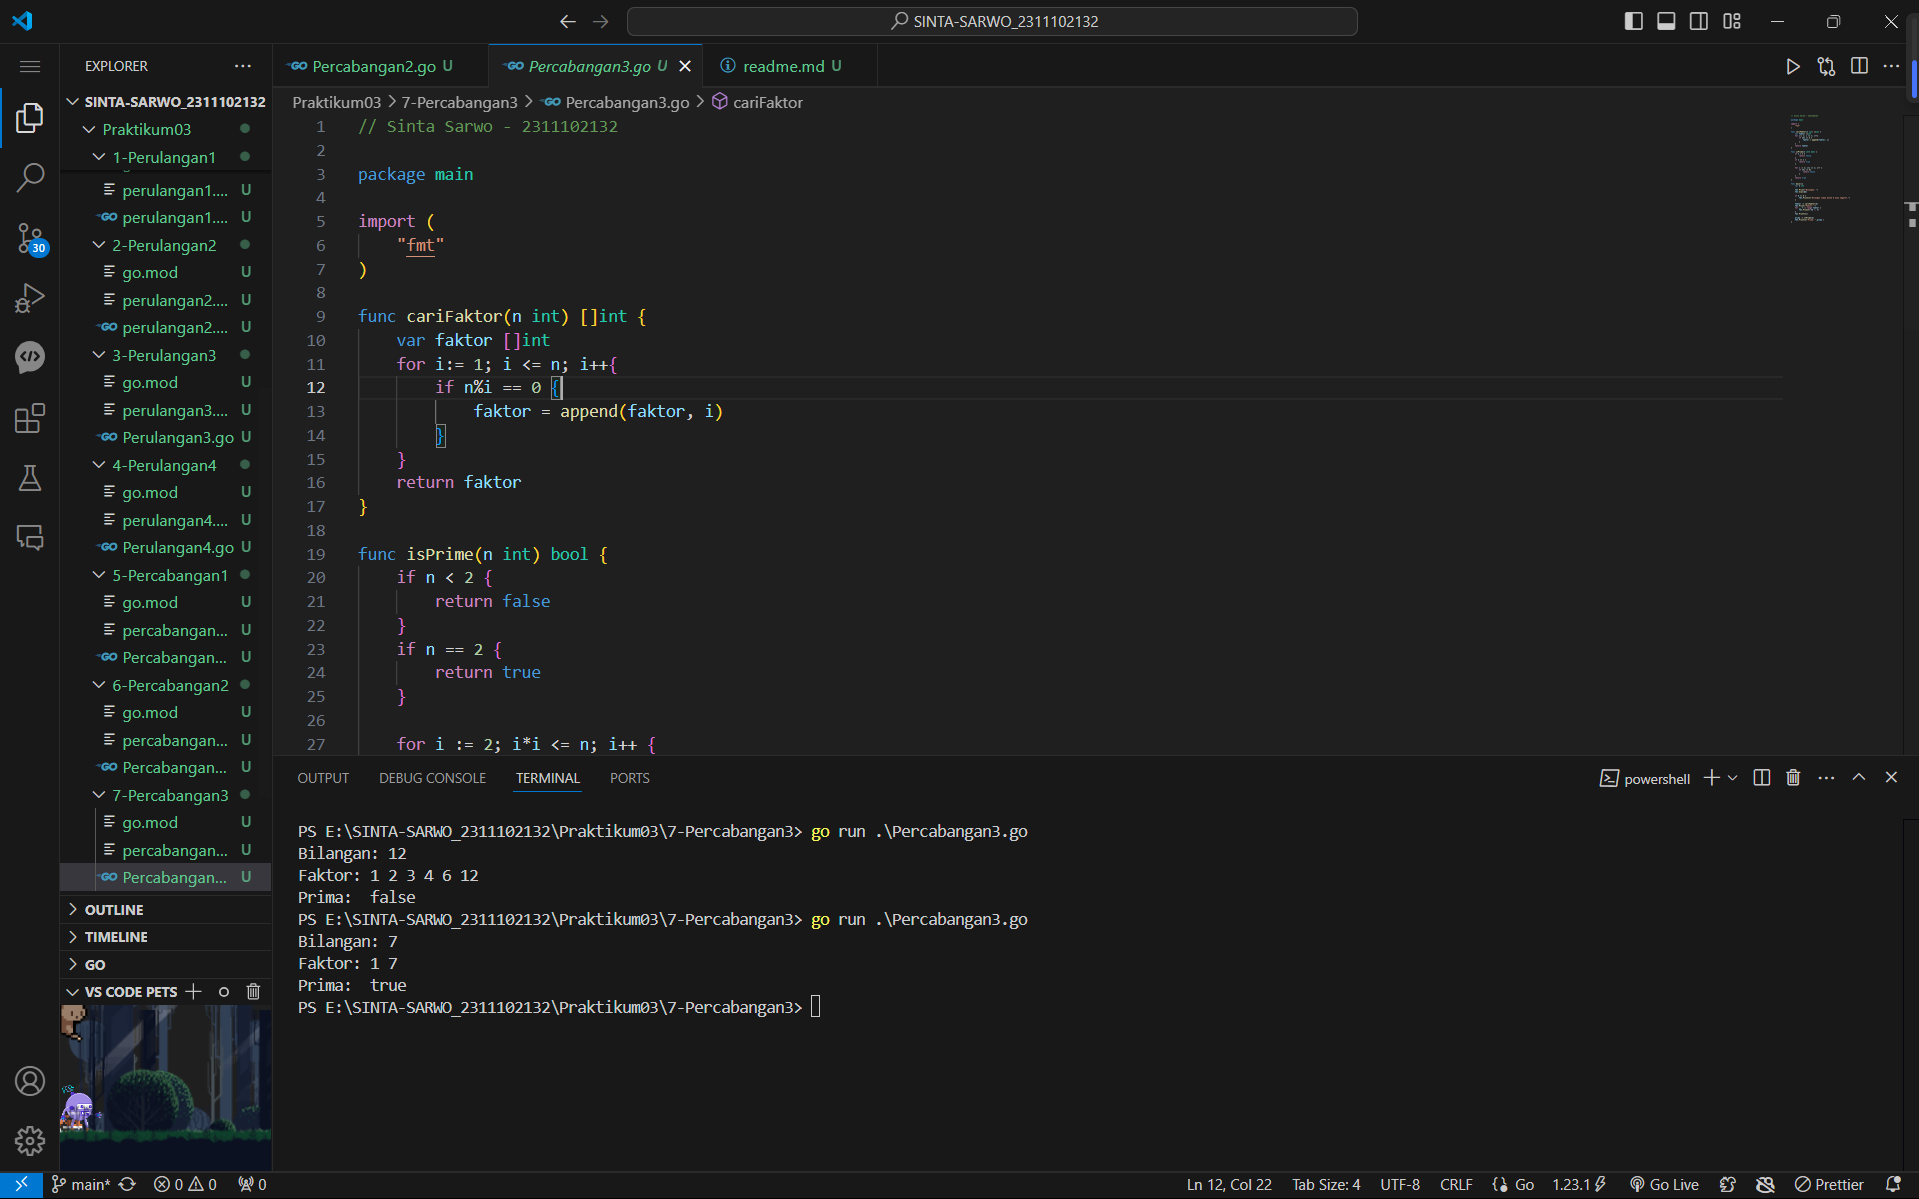 SINTA-SARWO_2311102132
EXPLORER
Percabangan2.go U
Percabangan3.go U
readme.md U
SINTA-SARWO_2311102132
Praktikum03
1-Perulangan1
perulangan1.... U
perulangan1.... U
2-Perulangan2
go.mod U
perulangan2.... U
perulangan2.... U
3-Perulangan3
go.mod U
perulangan3.... U
Perulangan3.go U
4-Perulangan4
go.mod U
perulangan4.... U
Perulangan4.go U
5-Percabangan1
go.mod U
percabangan... U
Percabangan... U
6-Percabangan2
go.mod U
percabangan... U
Percabangan... U
7-Percabangan3
go.mod U
percabangan... U
Percabangan... U
OUTLINE
TIMELINE
GO
VS CODE PETS
30
Praktikum03 > 7-Percabangan3 > Percabangan3.go > cariFaktor
1 // Sinta Sarwo - 2311102132
2
3 package main
4
5 import (
6 "fmt"
7 )
8
9 func cariFaktor(n int) []int {
10 var faktor []int
11 for i:= 1; i <= n; i++{
12 if n%i == 0 {
13 faktor = append(faktor, i)
14 }
15 }
16 return faktor
17 }
18
19 func isPrime(n int) bool {
20 if n < 2 {
21 return false
22 }
23 if n == 2 {
24 return true
25 }
26
27 for i := 2; i*i <= n; i++ {
OUTPUT DEBUG CONSOLE TERMINAL PORTS
powershell
PS E:\SINTA-SARWO_2311102132\Praktikum03\7-Percabangan3> go run .\Percabangan3.go
Bilangan: 12
Faktor: 1 2 3 4 6 12
Prima:  false
PS E:\SINTA-SARWO_2311102132\Praktikum03\7-Percabangan3> go run .\Percabangan3.go
Bilangan: 7
Faktor: 1 7
Prima:  true
PS E:\SINTA-SARWO_2311102132\Praktikum03\7-Percabangan3>
main* 0 0 0 Ln 12, Col 22 Tab Size: 4 UTF-8 CRLF Go 1.23.1 Go Live Prettier